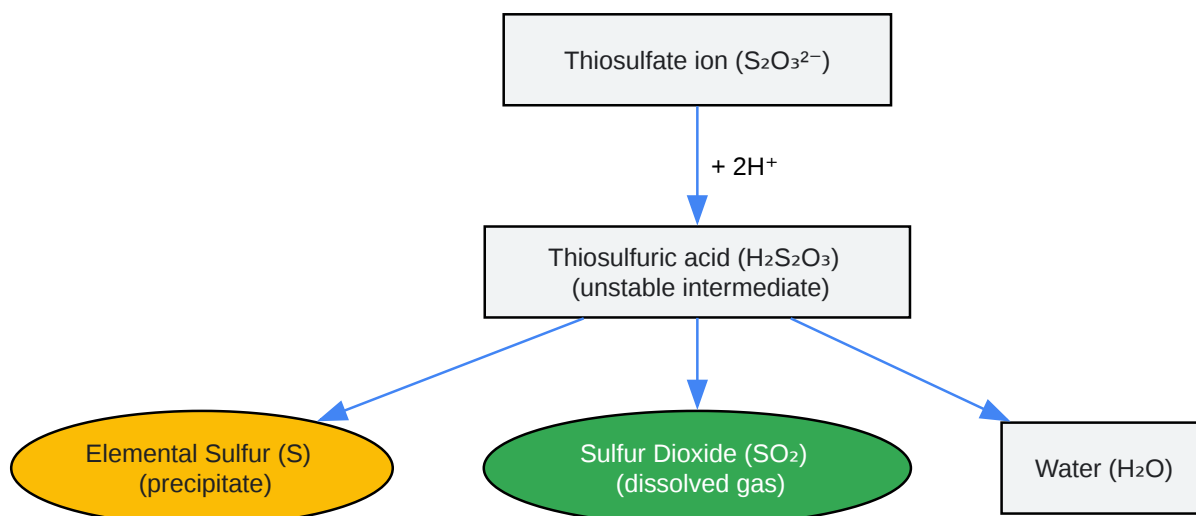 Thiosulfate ion (S₂O₃²⁻)
+ 2H⁺
Thiosulfuric acid (H₂S₂O₃)
(unstable intermediate)
Elemental Sulfur (S)
(precipitate)
Sulfur Dioxide (SO₂)
(dissolved gas)
Water (H₂O)